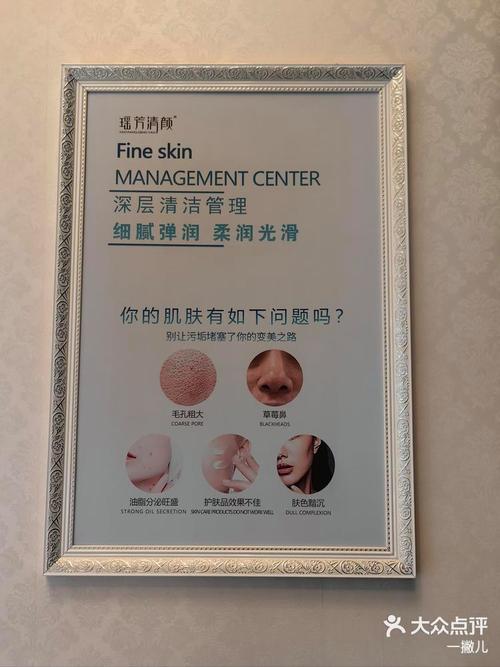 瑶芳清颜®
Fine skin
MANAGEMENT CENTER
深层清洁管理
细腻弹润 柔润光滑
你的肌肤有如下问题吗?
别让污垢堵塞了你的变美之路
毛孔粗大
COARSE PORE
草莓鼻
BLACKHEADS
油脂分泌旺盛
STRONG OIL SECRETION
护肤品效果不佳
SKIN CARE PRODUCTS DO NOT WORK WELL
肤色黯沉
DULL COMPLEXION
大众点评
一撇儿